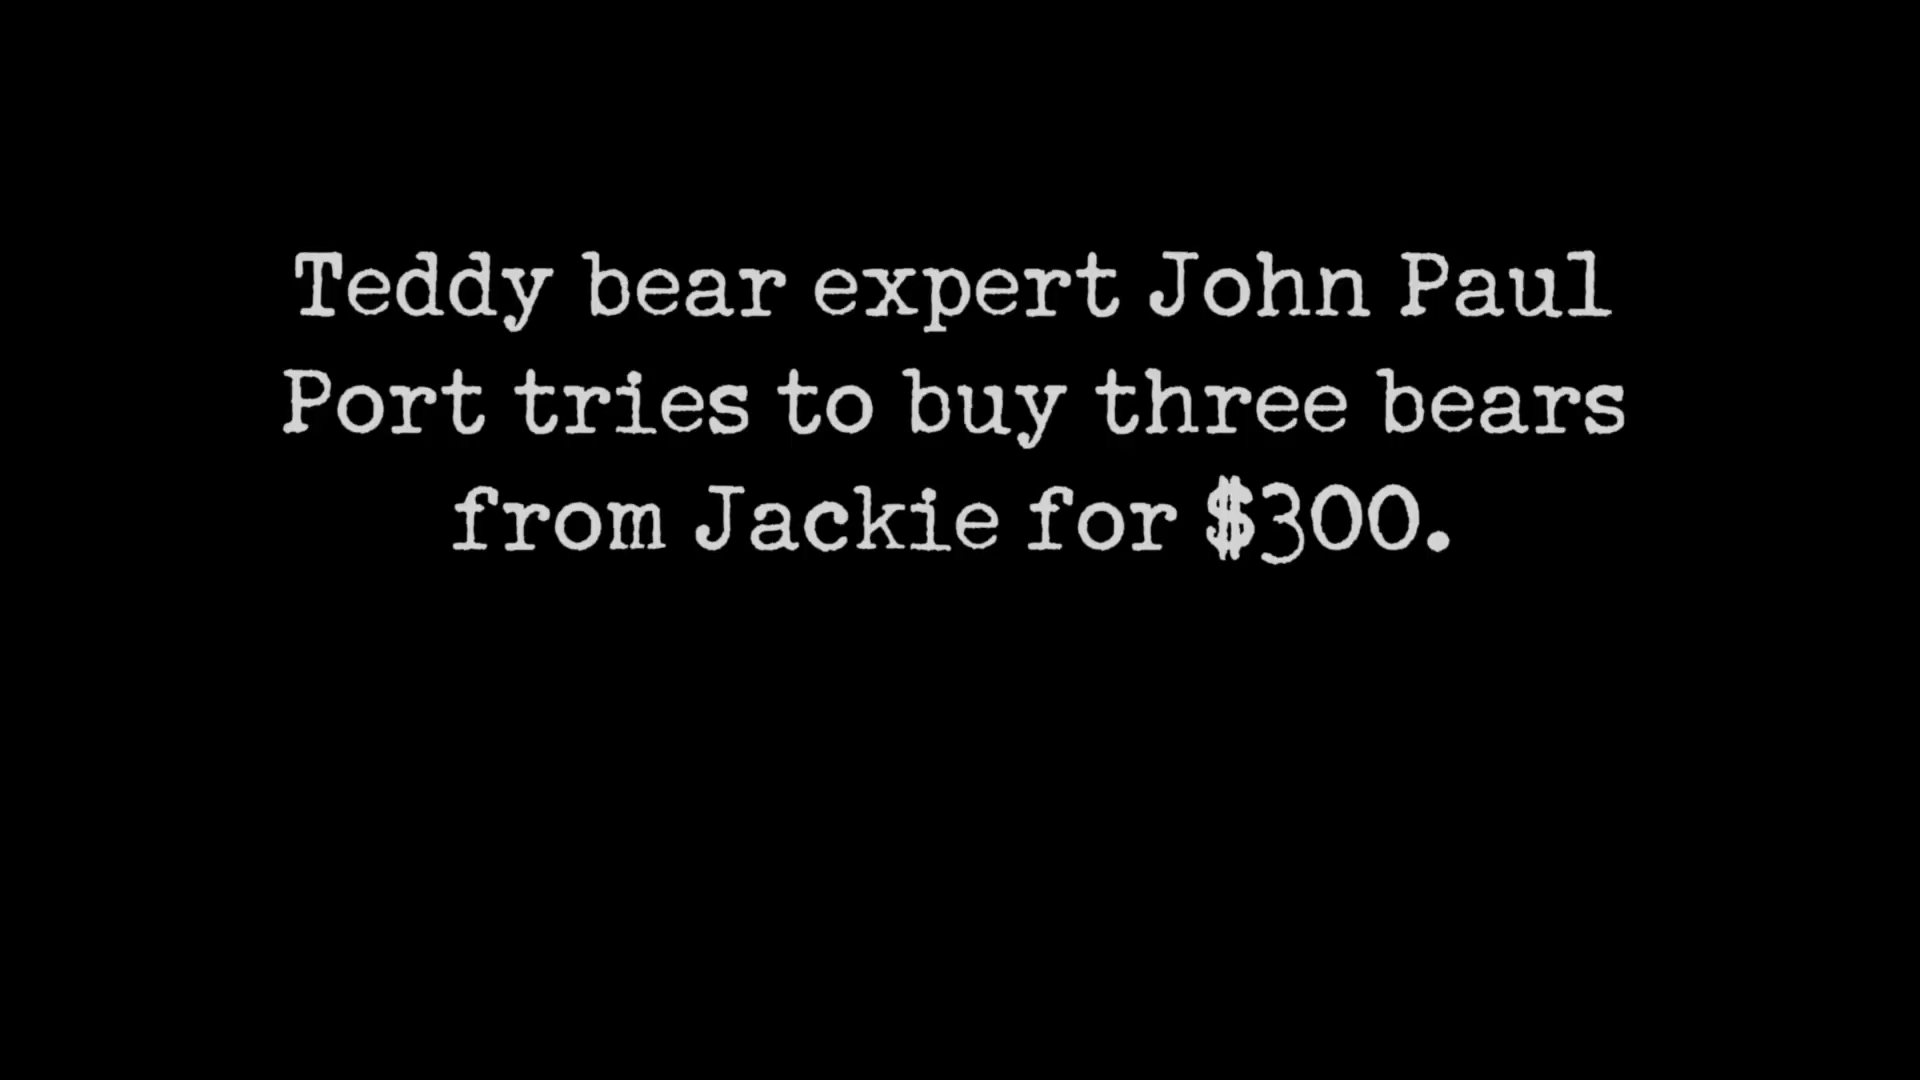 Teddy bear expert John Paul
Port tries to buy three bears
from Jackie for $300.